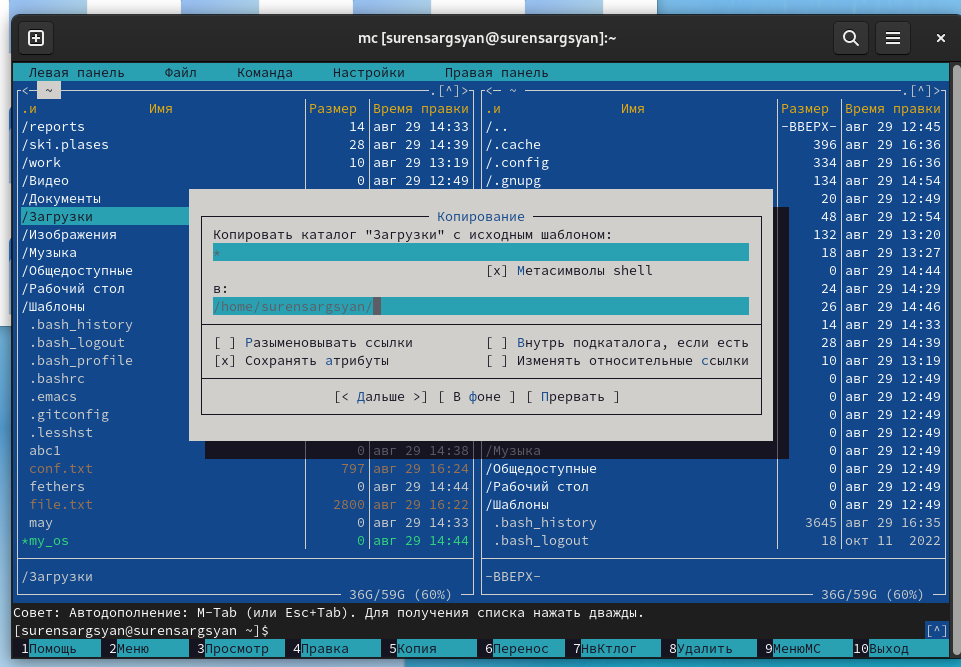 mc [surensargsyan@surensargsyan]:~
Левая панель Файл Команда Настройки Правая панель
<- ~ .[^]> <- ~ .[^]>
.и Имя Размер Время правки .и Имя Размер Время правки
/reports 14 авг 29 14:33 /.. -ВВЕРХ- авг 29 12:45
/ski.plases 28 авг 29 14:39 /.cache 396 авг 29 16:36
/work 10 авг 29 13:19 /.config 334 авг 29 16:36
/Видео 0 авг 29 12:49 /.gnupg 134 авг 29 14:54
/Документы 20 авг 29 12:49
/Загрузки Копирование 48 авг 29 12:54
/Изображения Копировать каталог "Загрузки" с исходным шаблоном: 132 авг 29 13:20
/Музыка * 18 авг 29 13:27
/Общедоступные [x] Метасимволы shell 0 авг 29 14:44
/Рабочий стол в: 24 авг 29 14:29
/Шаблоны /home/surensargsyan/ 26 авг 29 14:46
.bash_history 14 авг 29 14:33
.bash_logout [ ] Разыменовывать ссылки [ ] Внутрь подкаталога, если есть 28 авг 29 14:39
.bash_profile [x] Сохранять атрибуты [ ] Изменять относительные ссылки 10 авг 29 13:19
.bashrc 0 авг 29 12:49
.emacs [< Дальше >] [ В фоне ] [ Прервать ] 0 авг 29 12:49
.gitconfig 0 авг 29 12:49
.lesshst 0 авг 29 12:49
abc1 0 авг 29 14:38 /Музыка 0 авг 29 12:49
conf.txt 797 авг 29 16:24 /Общедоступные 0 авг 29 12:49
fethers 0 авг 29 14:44 /Рабочий стол 0 авг 29 12:49
file.txt 2800 авг 29 16:22 /Шаблоны 0 авг 29 12:49
may 0 авг 29 14:33 .bash_history 3645 авг 29 16:35
*my_os 0 авг 29 14:44 .bash_logout 18 окт 11 2022
/Загрузки -ВВЕРХ-
36G/59G (60%) 36G/59G (60%)
Совет: Автодополнение: M-Tab (или Esc+Tab). Для получения списка нажать дважды.
[surensargsyan@surensargsyan ~]$ [^]
1Помощь 2Меню 3Просмотр 4Правка 5Копия 6Перенос 7НвКтлог 8Удалить 9МенюMC 10Выход